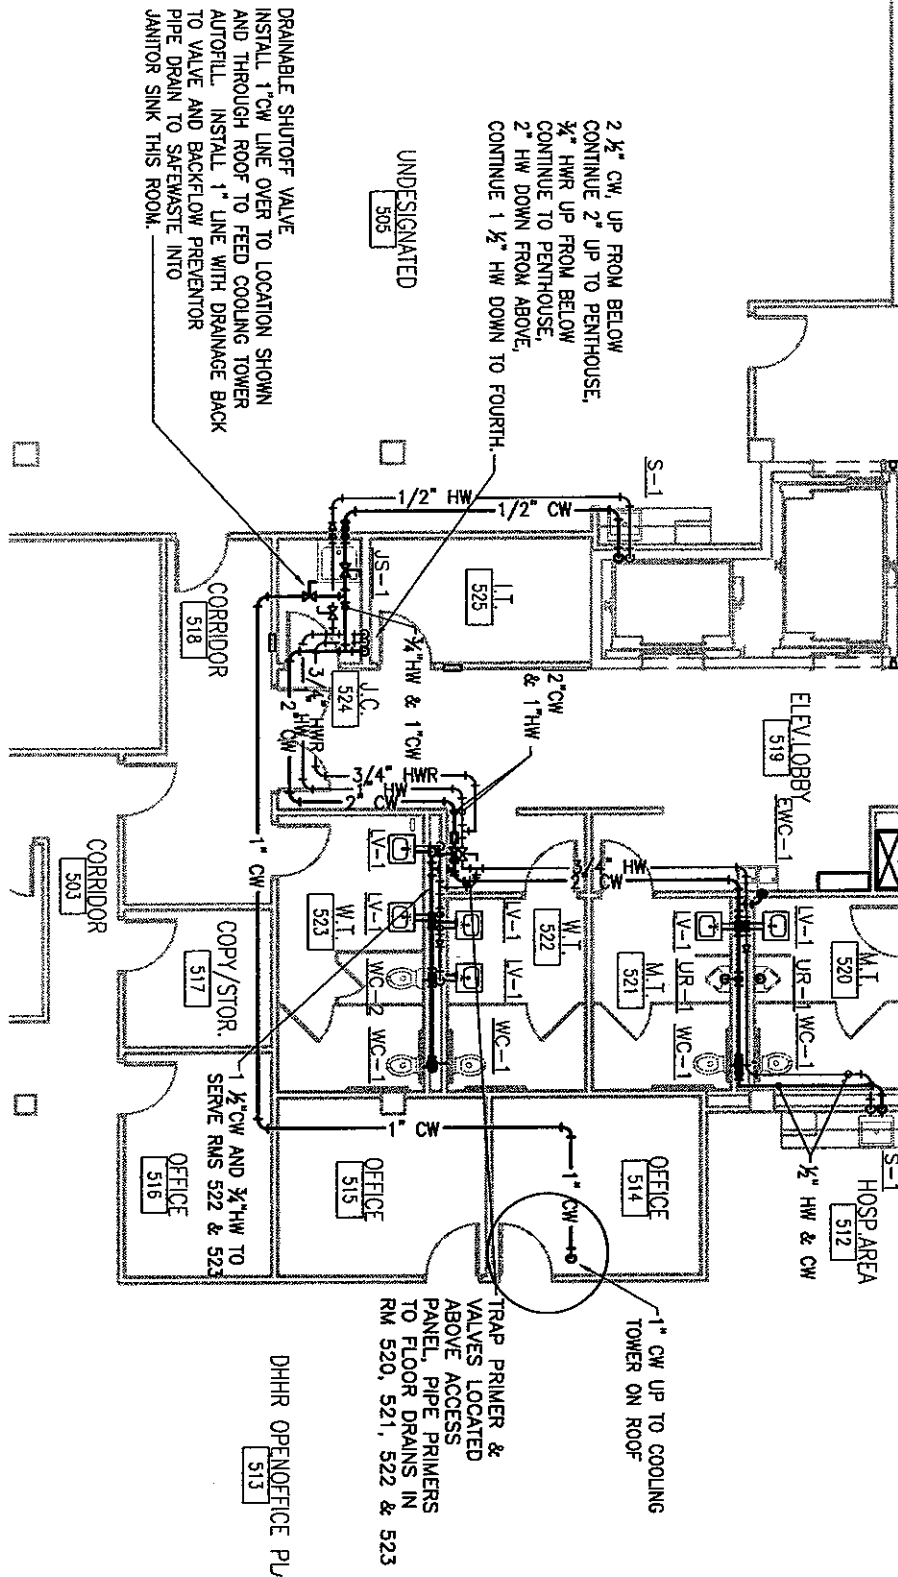 DRAINABLE SHUTOFF VALVE
INSTALL 1"CW LINE OVER TO LOCATION SHOWN
AND THROUGH ROOF TO FEED COOLING TOWER
AUTOFILL. INSTALL 1" LINE WITH DRAINAGE BACK
TO VALVE AND BACKFLOW PREVENTOR
PIPE DRAIN TO SAFEWASTE INTO
JANITOR SINK THIS ROOM.
2 ½" CW, UP FROM BELOW
CONTINUE 2" UP TO PENTHOUSE,
¾" HWR UP FROM BELOW
CONTINUE TO PENTHOUSE,
2" HW DOWN FROM ABOVE,
CONTINUE 1 ½" HW DOWN TO FOURTH.
UNDESIGNATED
505
S-1
1/2" HW
1/2" CW
JS-1
I.T.
525
CORRIDOR
518
J.C.
524
¾"HW & 1"CW
2"CW
& 1"HW
ELEV.LOBBY
519
EWC-1
3/4" HWR
1" HW
2" CW
3/4" HWR
1" HW
2" CW
1" CW
3/4" HW
2" CW
CORRIDOR
503
COPY/STOR.
517
LV-1
LV-1
W.T.
523
WC-2
WC-1
LV-1
LV-1
W.T.
522
WC-1
LV-1
M.T.
521
UR-1
WC-1
LV-1
M.T.
520
UR-1
WC-1
1 ½"CW AND ¾"HW TO
SERVE RMS 522 & 523
OFFICE
516
OFFICE
515
1" CW
1" CW
OFFICE
514
½" HW & CW
S-1
HOSP.AREA
512
1" CW UP TO COOLING
TOWER ON ROOF
TRAP PRIMER &
VALVES LOCATED
ABOVE ACCESS
PANEL, PIPE PRIMERS
TO FLOOR DRAINS IN
RM 520, 521, 522 & 523
DHHR OPENOFFICE PL
513